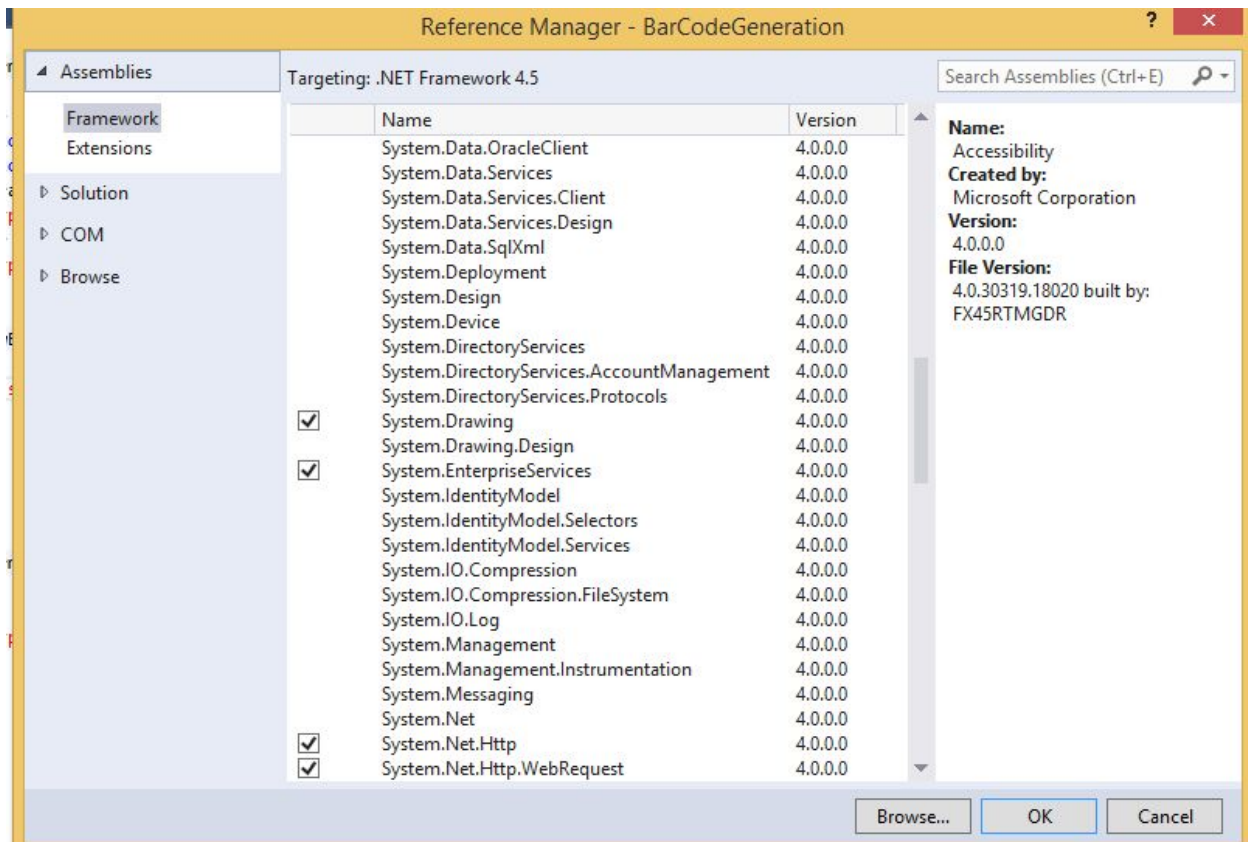 Reference Manager - BarCodeGeneration
?
Assemblies
Framework
Extensions
Solution
COM
Browse
Targeting: .NET Framework 4.5
Search Assemblies (Ctrl+E)
Name Version
System.Data.OracleClient 4.0.0.0
System.Data.Services 4.0.0.0
System.Data.Services.Client 4.0.0.0
System.Data.Services.Design 4.0.0.0
System.Data.SqlXml 4.0.0.0
System.Deployment 4.0.0.0
System.Design 4.0.0.0
System.Device 4.0.0.0
System.DirectoryServices 4.0.0.0
System.DirectoryServices.AccountManagement 4.0.0.0
System.DirectoryServices.Protocols 4.0.0.0
System.Drawing 4.0.0.0
System.Drawing.Design 4.0.0.0
System.EnterpriseServices 4.0.0.0
System.IdentityModel 4.0.0.0
System.IdentityModel.Selectors 4.0.0.0
System.IdentityModel.Services 4.0.0.0
System.IO.Compression 4.0.0.0
System.IO.Compression.FileSystem 4.0.0.0
System.IO.Log 4.0.0.0
System.Management 4.0.0.0
System.Management.Instrumentation 4.0.0.0
System.Messaging 4.0.0.0
System.Net 4.0.0.0
System.Net.Http 4.0.0.0
System.Net.Http.WebRequest 4.0.0.0
Name:
Accessibility
Created by:
Microsoft Corporation
Version:
4.0.0.0
File Version:
4.0.30319.18020 built by:
FX45RTMGDR
Browse... OK Cancel